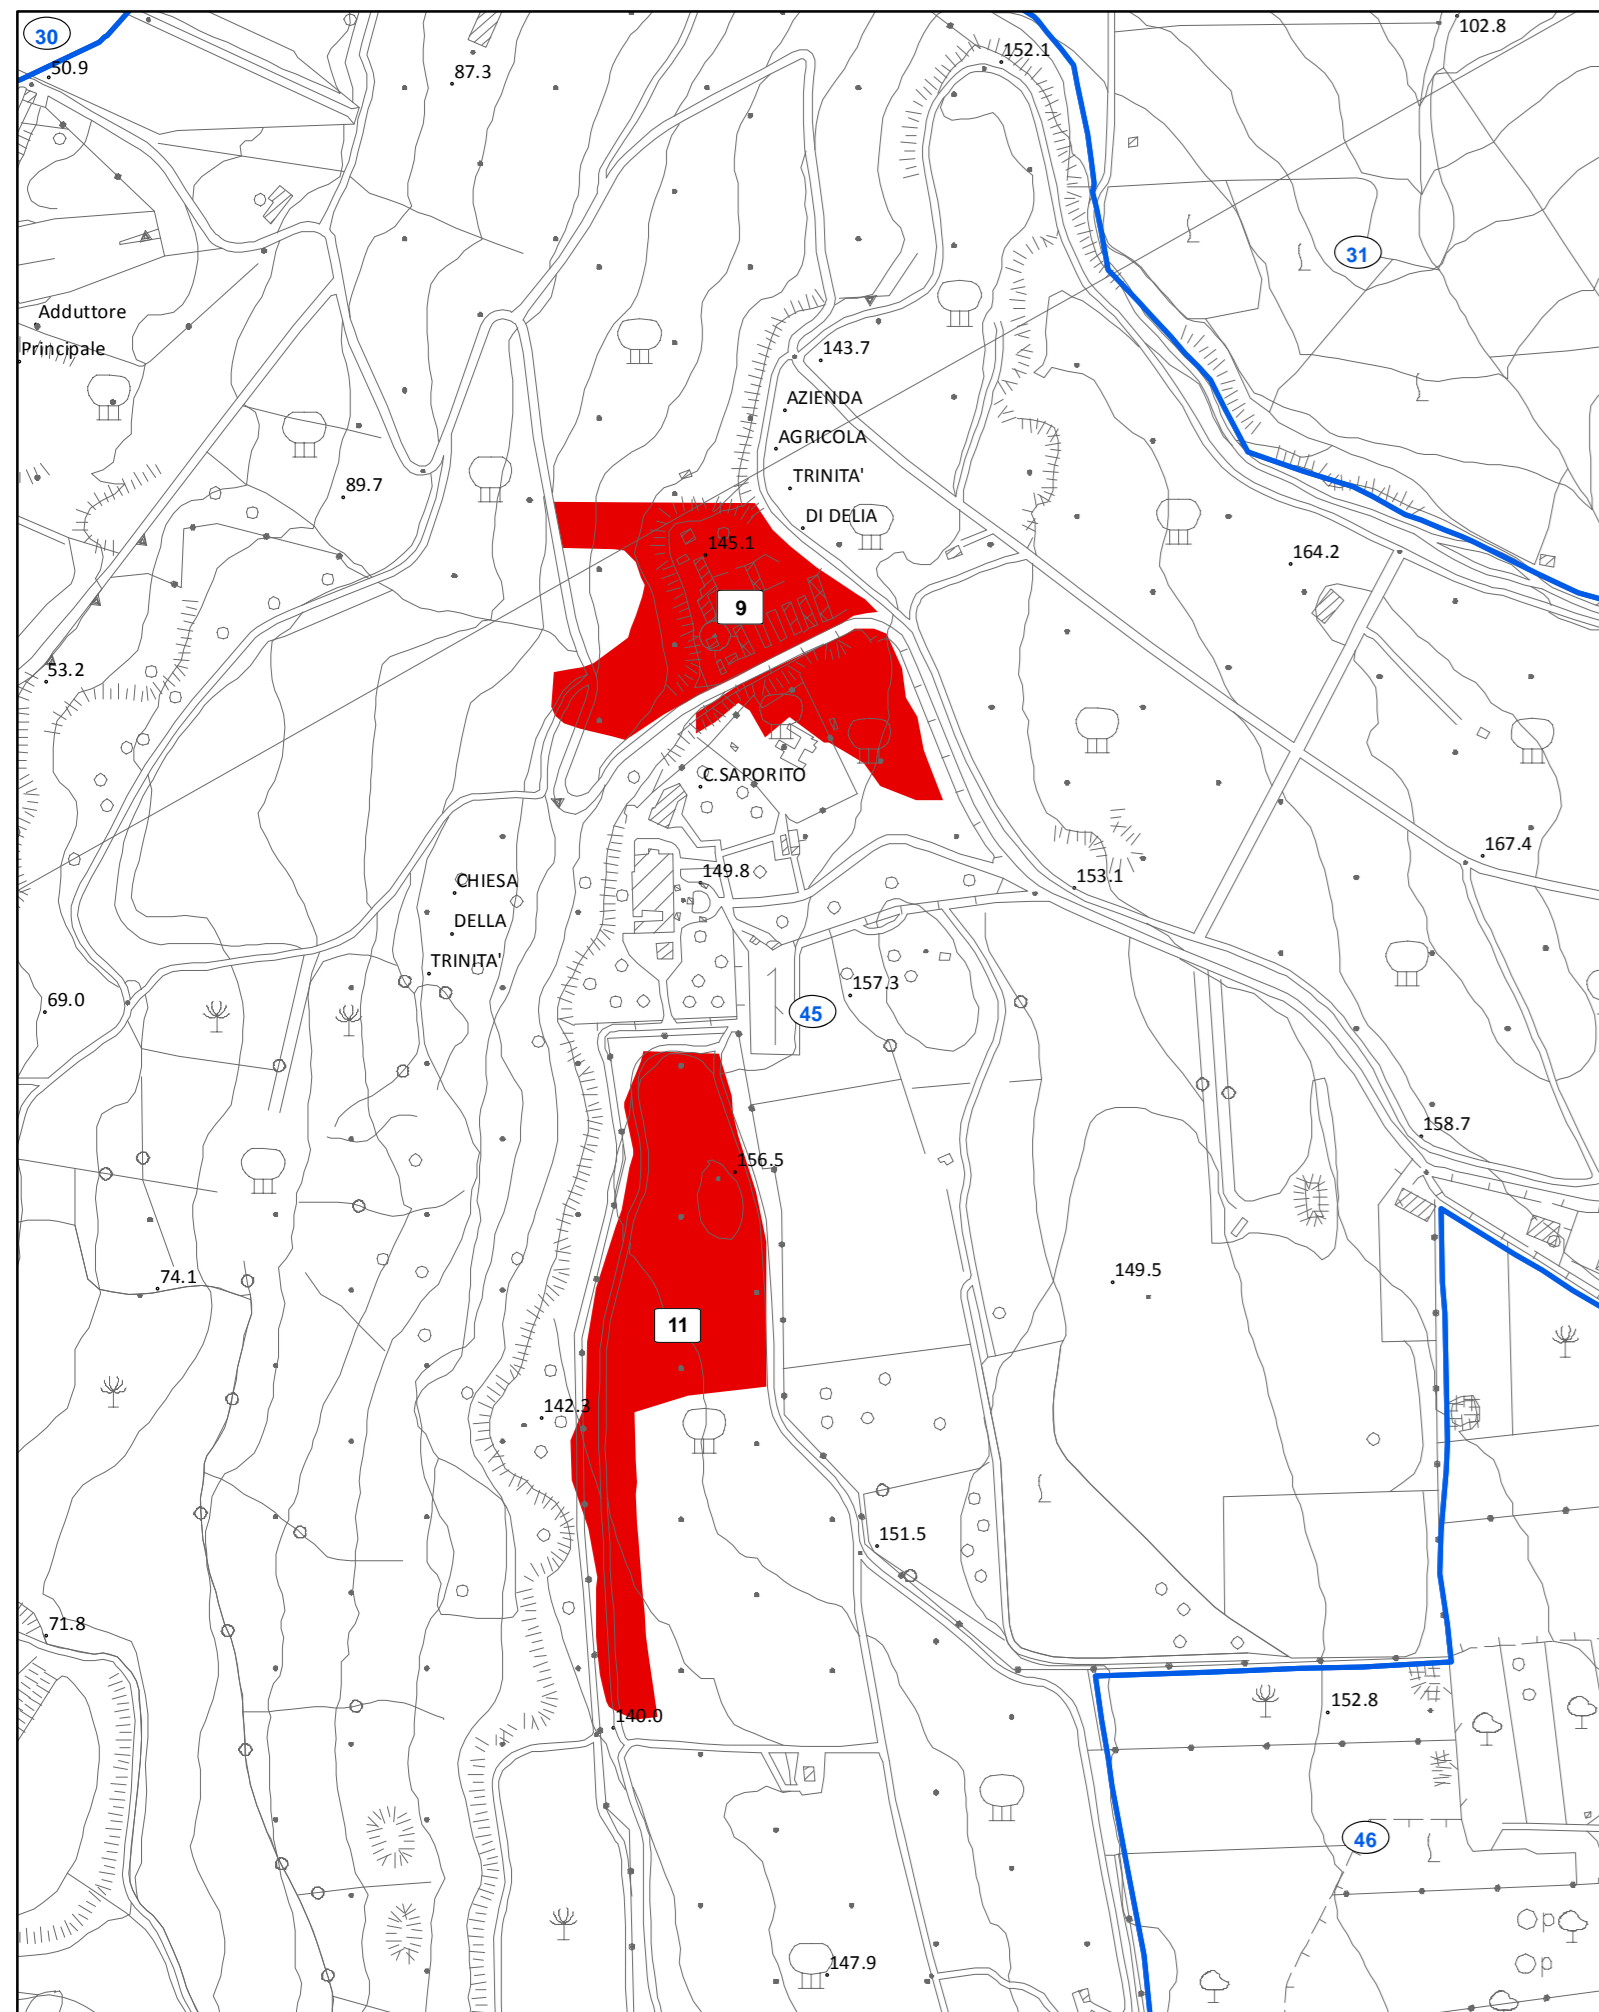 30
50.9
87.3
152.1
102.8
31
Adduttore
Principale
143.7
AZIENDA
AGRICOLA
TRINITA'
DI DELIA
89.7
145.1
164.2
9
53.2
C.SAPORITO
167.4
149.8
153.1
CHIESA
DELLA
TRINITA'
157.3
69.0
45
158.7
156.5
74.1
149.5
11
142.3
151.5
71.8
152.8
140.0
46
p
p
147.9